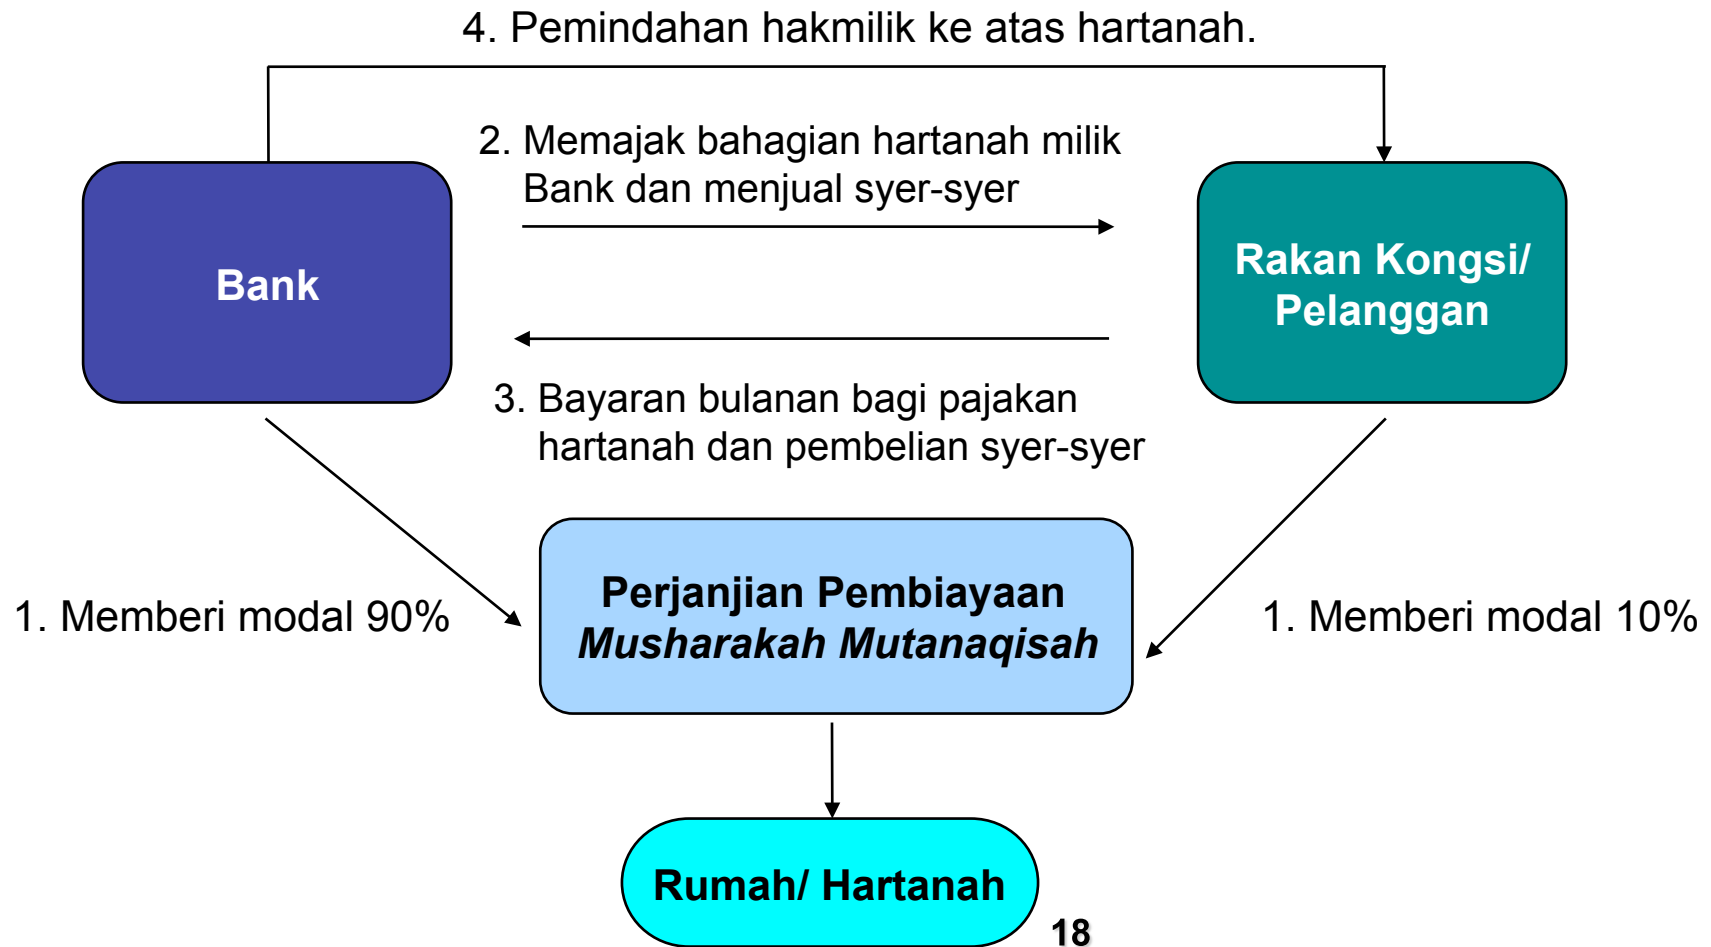 4. Pemindahan hakmilik ke atas hartanah.
2. Memajak bahagian hartanah milik
Bank dan menjual syer-syer
Bank
Rakan Kongsi/
Pelanggan
3. Bayaran bulanan bagi pajakan
hartanah dan pembelian syer-syer
1. Memberi modal 90%
Perjanjian Pembiayaan
Musharakah Mutanaqisah
1. Memberi modal 10%
Rumah/ Hartanah
18